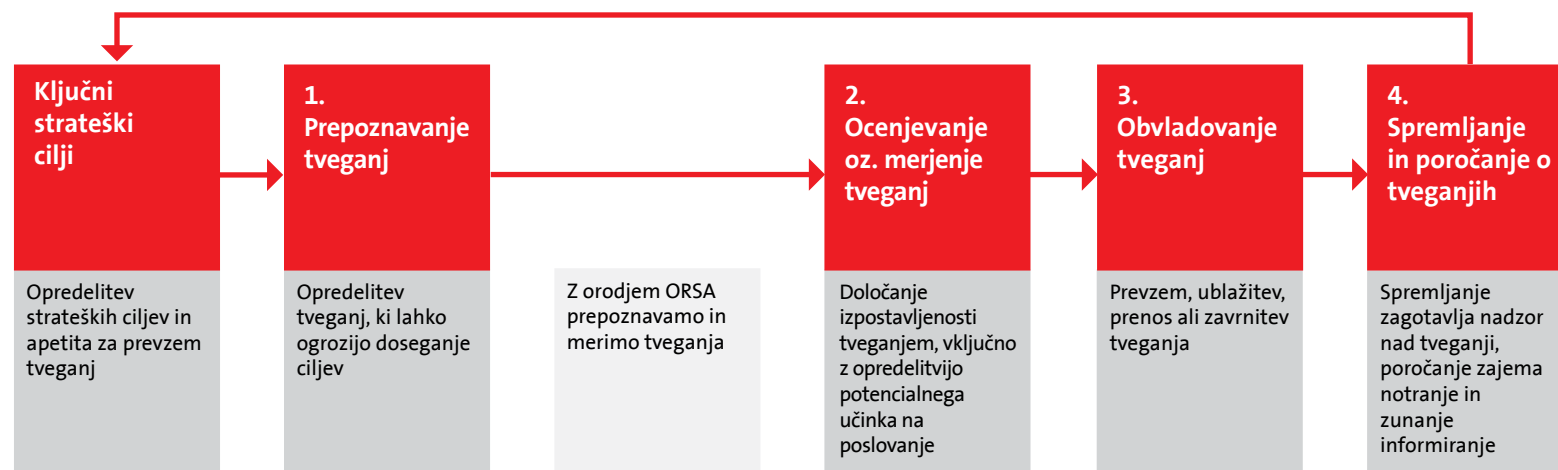 Ključni
strateški
cilji
Opredelitev
strateških ciljev in
apetita za prevzem
tveganj
1.
Prepoznavanje
tveganj
Opredelitev
tveganj, ki lahko
ogrozijo doseganje
ciljev
Z orodjem ORSA
prepoznavamo in
merimo tveganja
2.
Ocenjevanje
oz. merjenje
tveganj
Določanje
izpostavljenosti
tveganjem, vključno
z opredelitvijo
potencialnega
učinka na
poslovanje
3.
Obvladovanje
tveganj
Prevzem, ublažitev,
prenos ali zavrnitev
tveganja
4.
Spremljanje
in poročanje o
tveganjih
Spremljanje
zagotavlja nadzor
nad tveganji,
poročanje zajema
notranje in
zunanje
informiranje